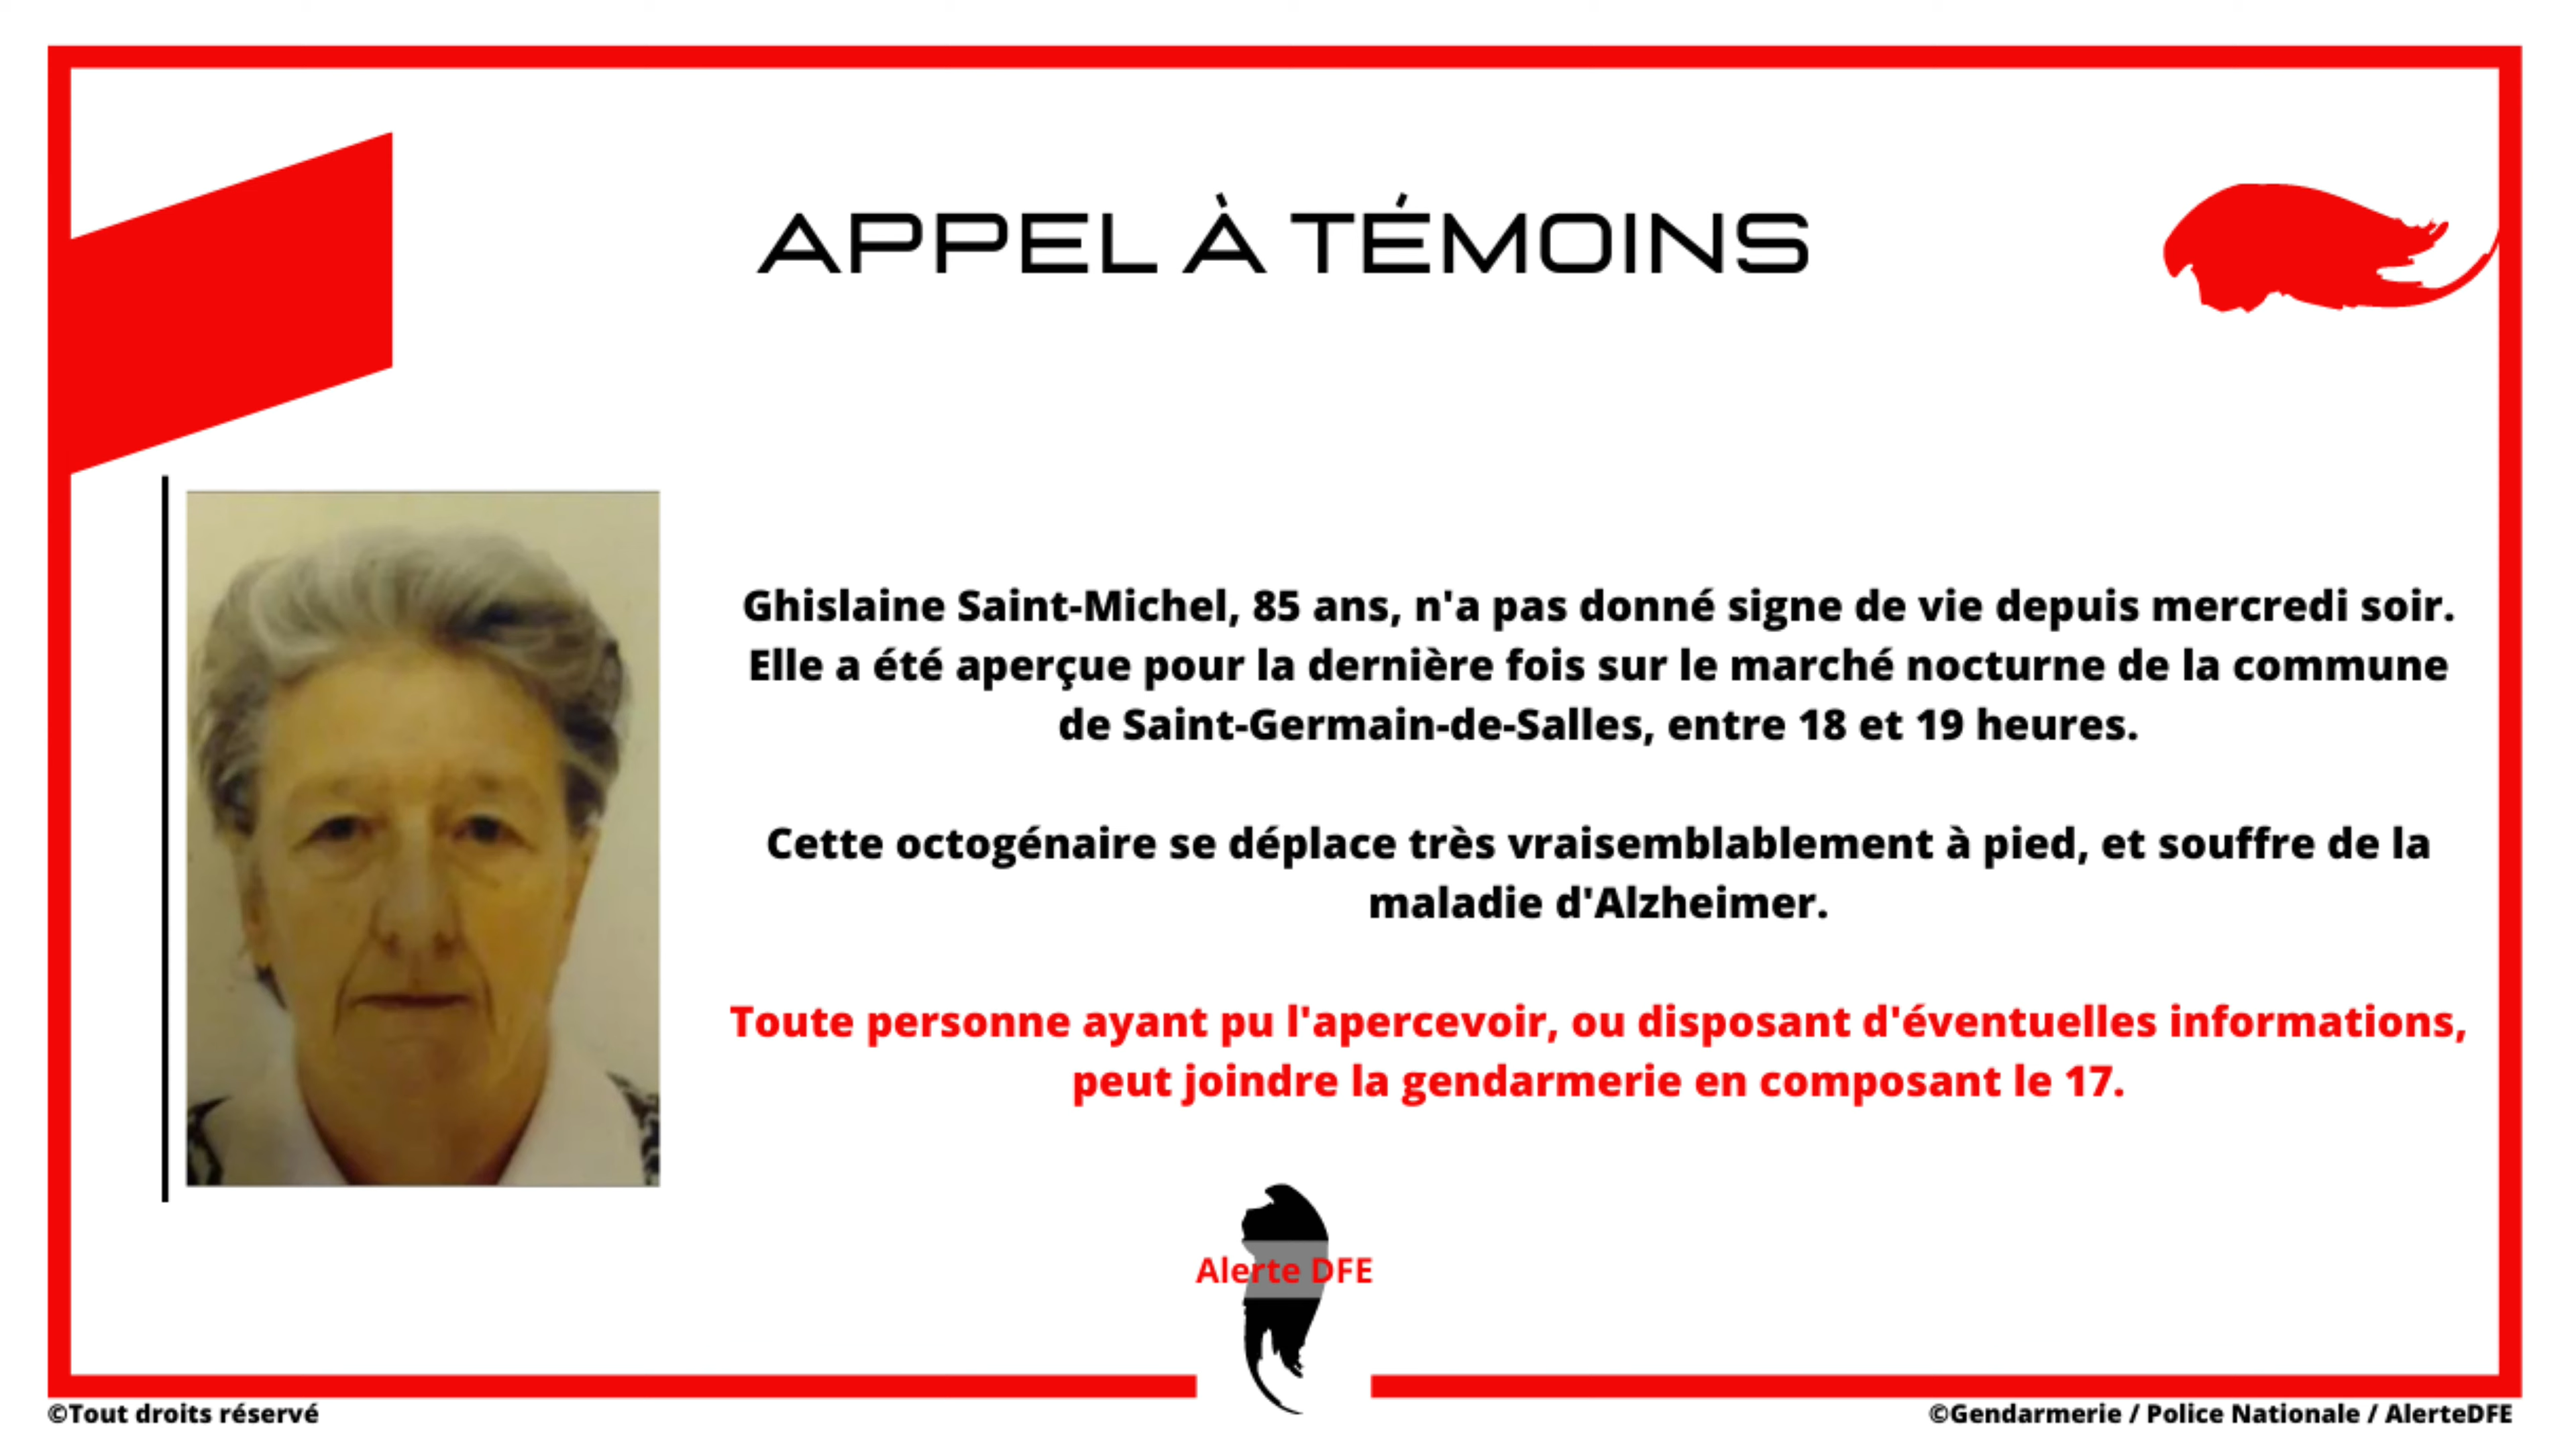 APPEL À TÉMOINS
Ghislaine Saint-Michel, 85 ans, n'a pas donné signe de vie depuis mercredi soir.
Elle a été aperçue pour la dernière fois sur le marché nocturne de la commune
de Saint-Germain-de-Salles, entre 18 et 19 heures.
Cette octogénaire se déplace très vraisemblablement à pied, et souffre de la
maladie d'Alzheimer.
Toute personne ayant pu l'apercevoir, ou disposant d'éventuelles informations,
peut joindre la gendarmerie en composant le 17.
Alerte DFE
©Tout droits réservé
©Gendarmerie / Police Nationale / AlerteDFE